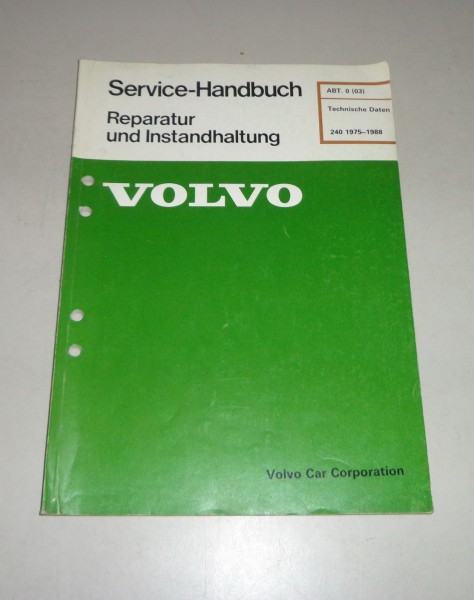 Service-Handbuch
Reparatur
und Instandhaltung
ABT. 0 (03)
Technische Daten
240 1975–1988
VOLVO
Volvo Car Corporation